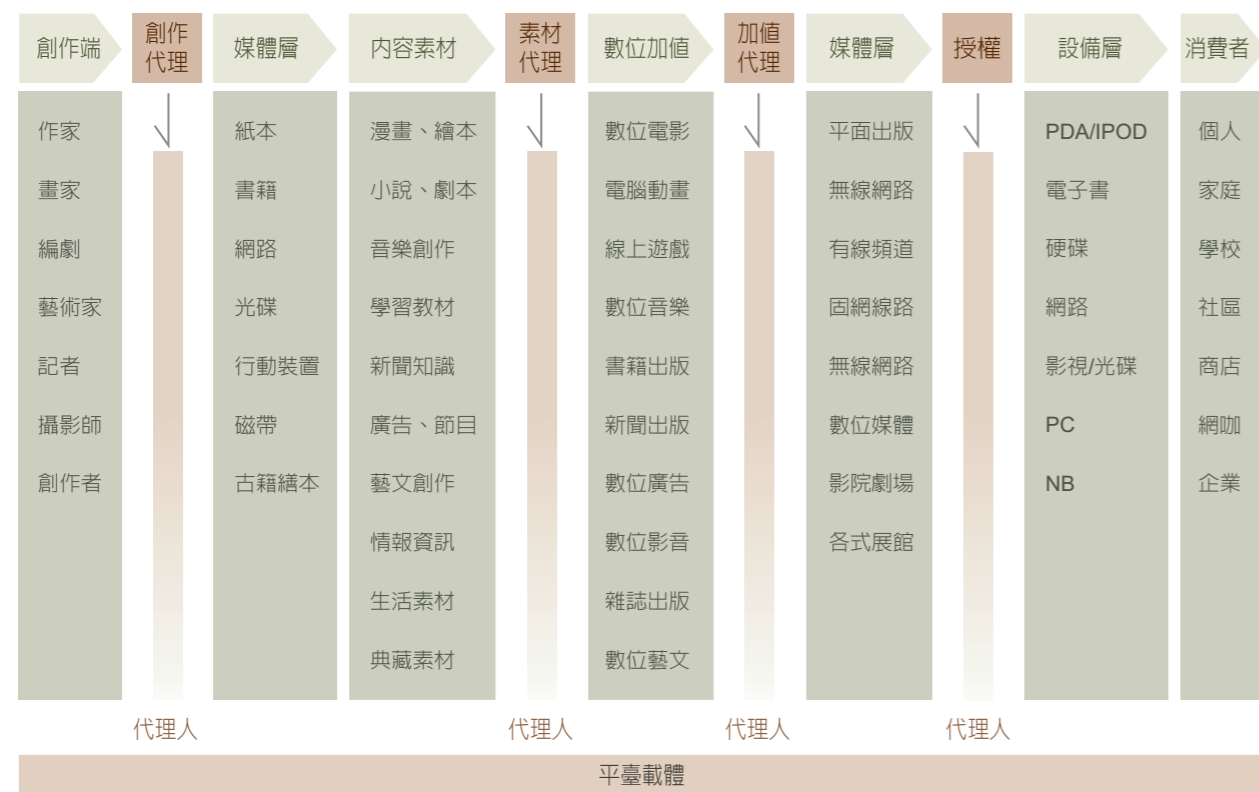 創作端
創作
代理
媒體層
內容素材
素材
代理
數位加值
加值
代理
媒體層
授權
設備層
消費者
作家
畫家
編劇
藝術家
記者
攝影師
創作者
紙本
書籍
網路
光碟
行動裝置
磁帶
古籍繕本
漫畫、繪本
小說、劇本
音樂創作
學習教材
新聞知識
廣告、節目
藝文創作
情報資訊
生活素材
典藏素材
數位電影
電腦動畫
線上遊戲
數位音樂
書籍出版
新聞出版
數位廣告
數位影音
雜誌出版
數位藝文
平面出版
無線網路
有線頻道
固網線路
無線網路
數位媒體
影院劇場
各式展館
PDA/IPOD
電子書
硬碟
網路
影視/光碟
PC
NB
個人
家庭
學校
社區
商店
網咖
企業
代理人
代理人
代理人
代理人
平臺載體